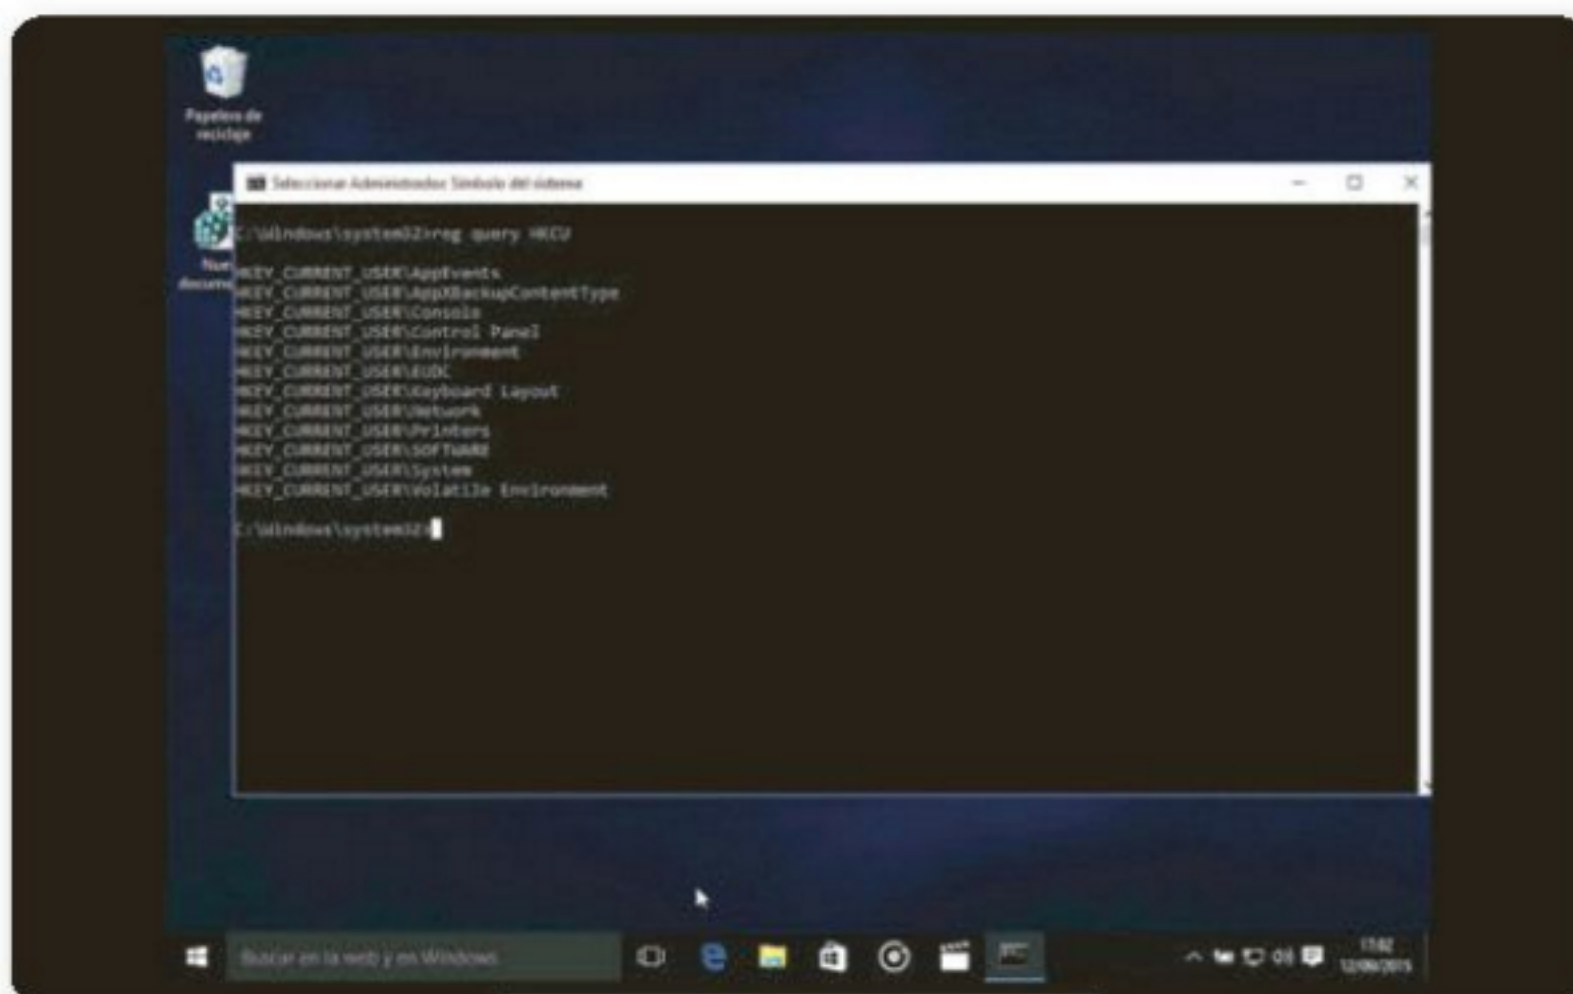 Papelera de
reciclaje
Seleccionar Administrador: Símbolo del sistema
C:\Windows\system32>reg query HKCU
HKEY_CURRENT_USER\AppEvents
HKEY_CURRENT_USER\AppXBackupContentType
HKEY_CURRENT_USER\Console
HKEY_CURRENT_USER\Control Panel
HKEY_CURRENT_USER\Environment
HKEY_CURRENT_USER\EUDC
HKEY_CURRENT_USER\Keyboard Layout
HKEY_CURRENT_USER\Network
HKEY_CURRENT_USER\Printers
HKEY_CURRENT_USER\SOFTWARE
HKEY_CURRENT_USER\System
HKEY_CURRENT_USER\Volatile Environment
C:\Windows\system32>
Buscar en la web y en Windows
17:02